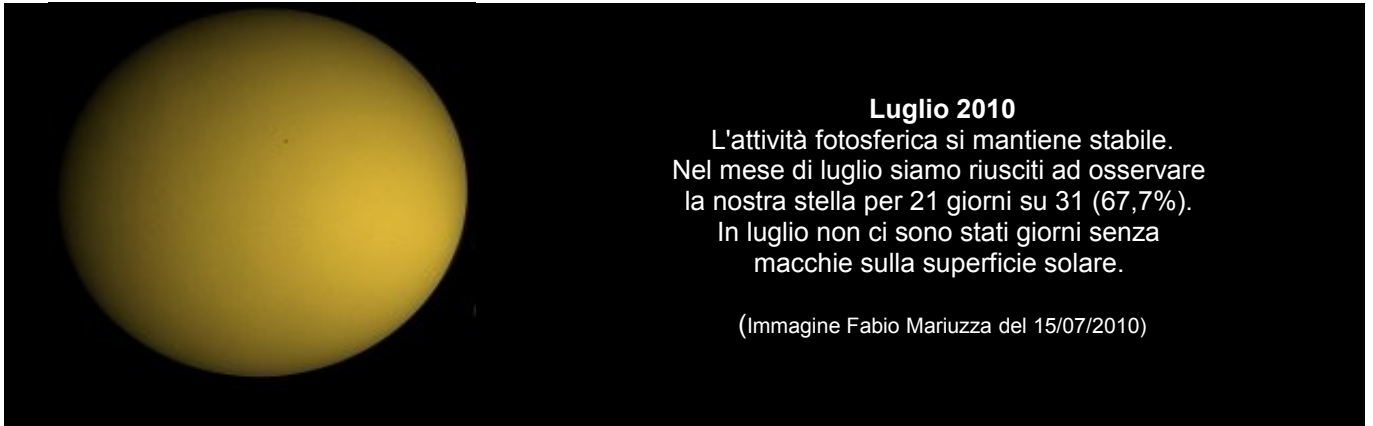 Luglio 2010
L'attività fotosferica si mantiene stabile.
Nel mese di luglio siamo riusciti ad osservare
la nostra stella per 21 giorni su 31 (67,7%).
In luglio non ci sono stati giorni senza
macchie sulla superficie solare.
(Immagine Fabio Mariuzza del 15/07/2010)